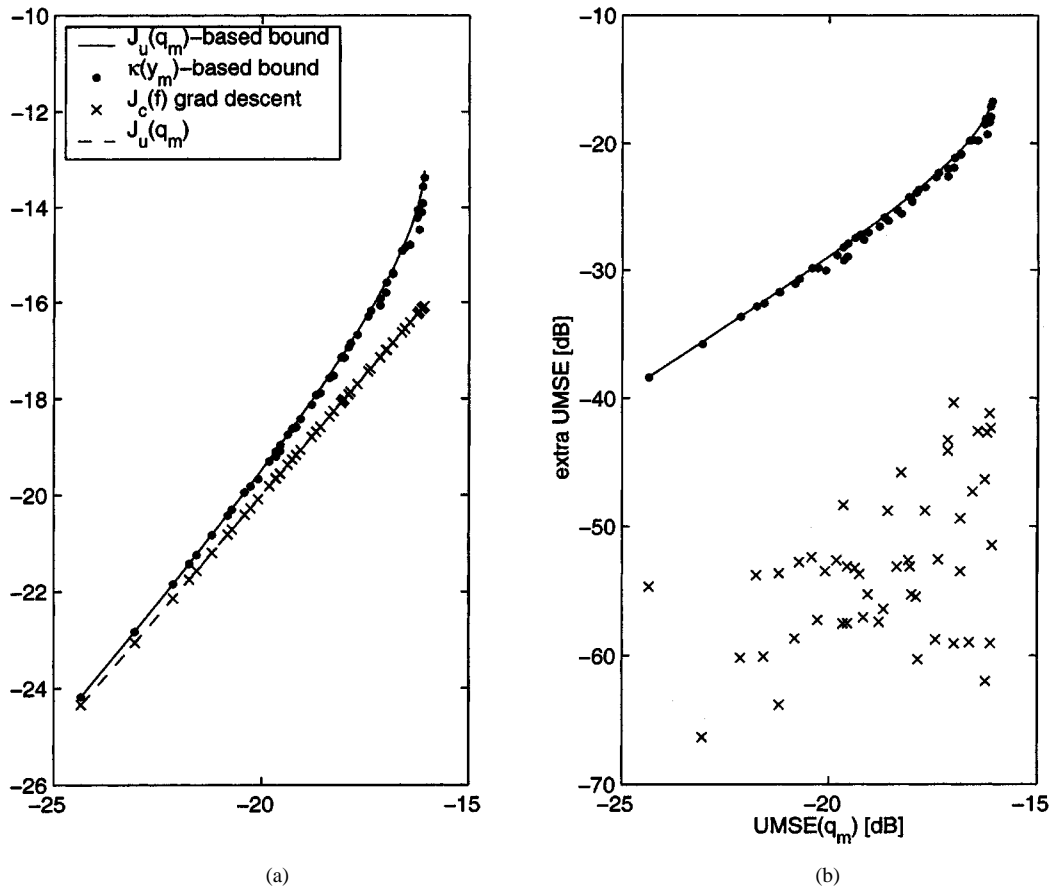 −10
−12
−14
−16
−18
−20
−22
−24
−26
−25
−20
−15
J_u(q_m)−based bound
κ(y_m)−based bound
J_c(f) grad descent
J_u(q_m)
(a)
−10
−20
−30
−40
−50
−60
−70
−25
−20
−15
extra UMSE [dB]
UMSE(q_m) [dB]
(b)